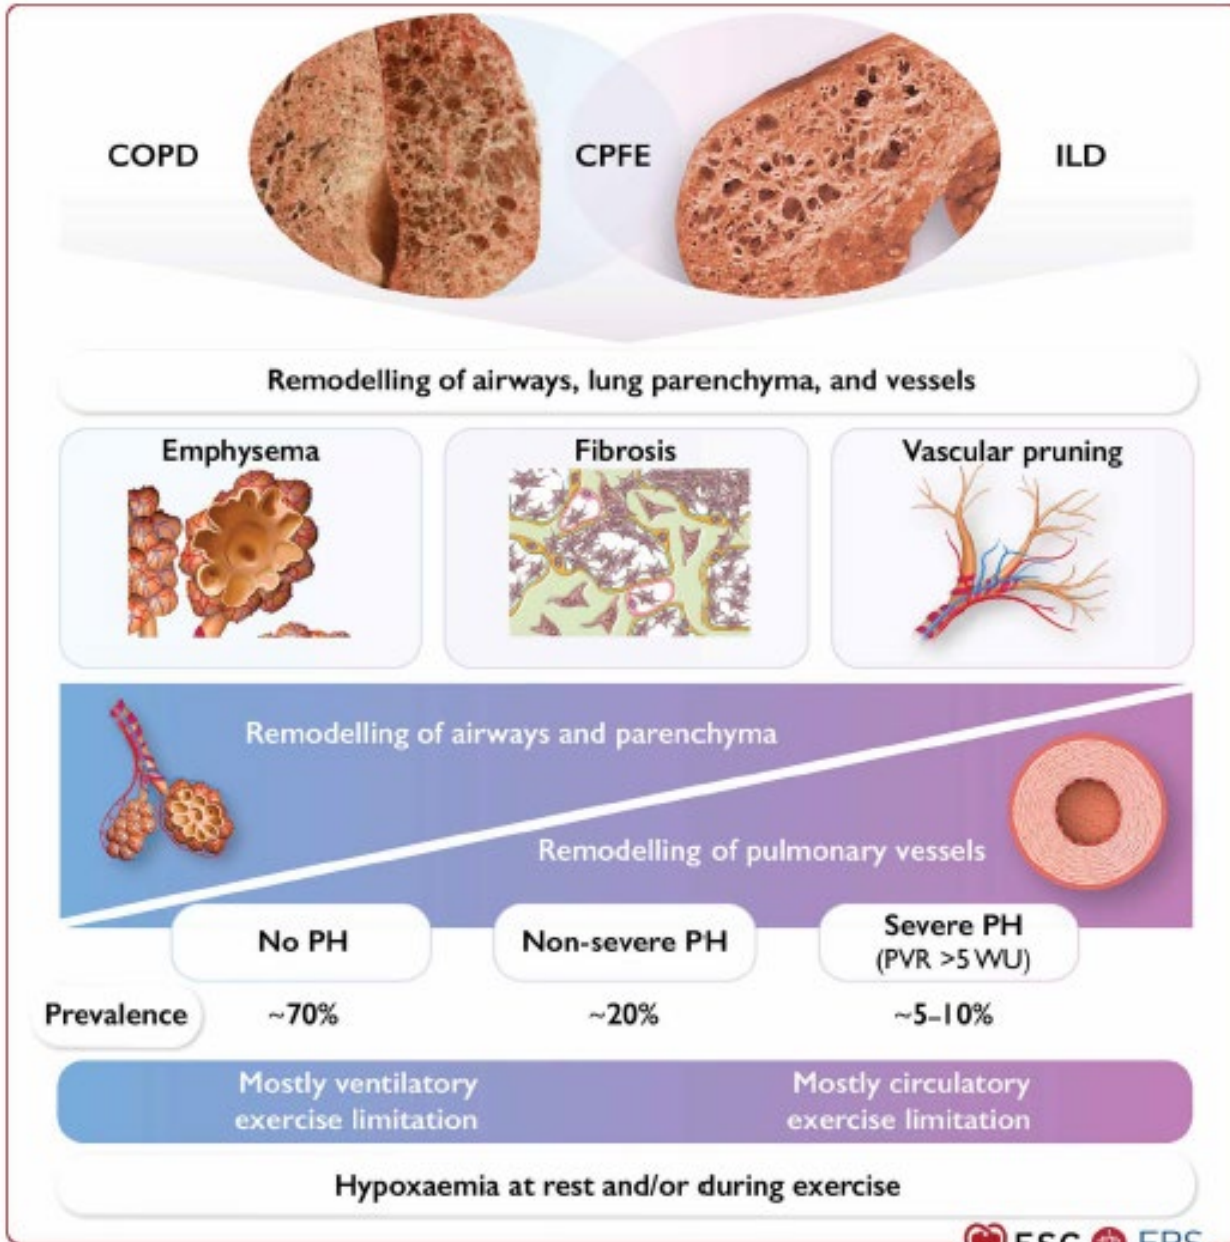 COPD
CPFE
ILD
Remodelling of airways, lung parenchyma, and vessels
Emphysema
Fibrosis
Vascular pruning
Remodelling of airways and parenchyma
Remodelling of pulmonary vessels
No PH
Non-severe PH
Severe PH
(PVR >5 WU)
Prevalence
~70%
~20%
~5–10%
Mostly ventilatory
exercise limitation
Mostly circulatory
exercise limitation
Hypoxaemia at rest and/or during exercise
ESC
ERS